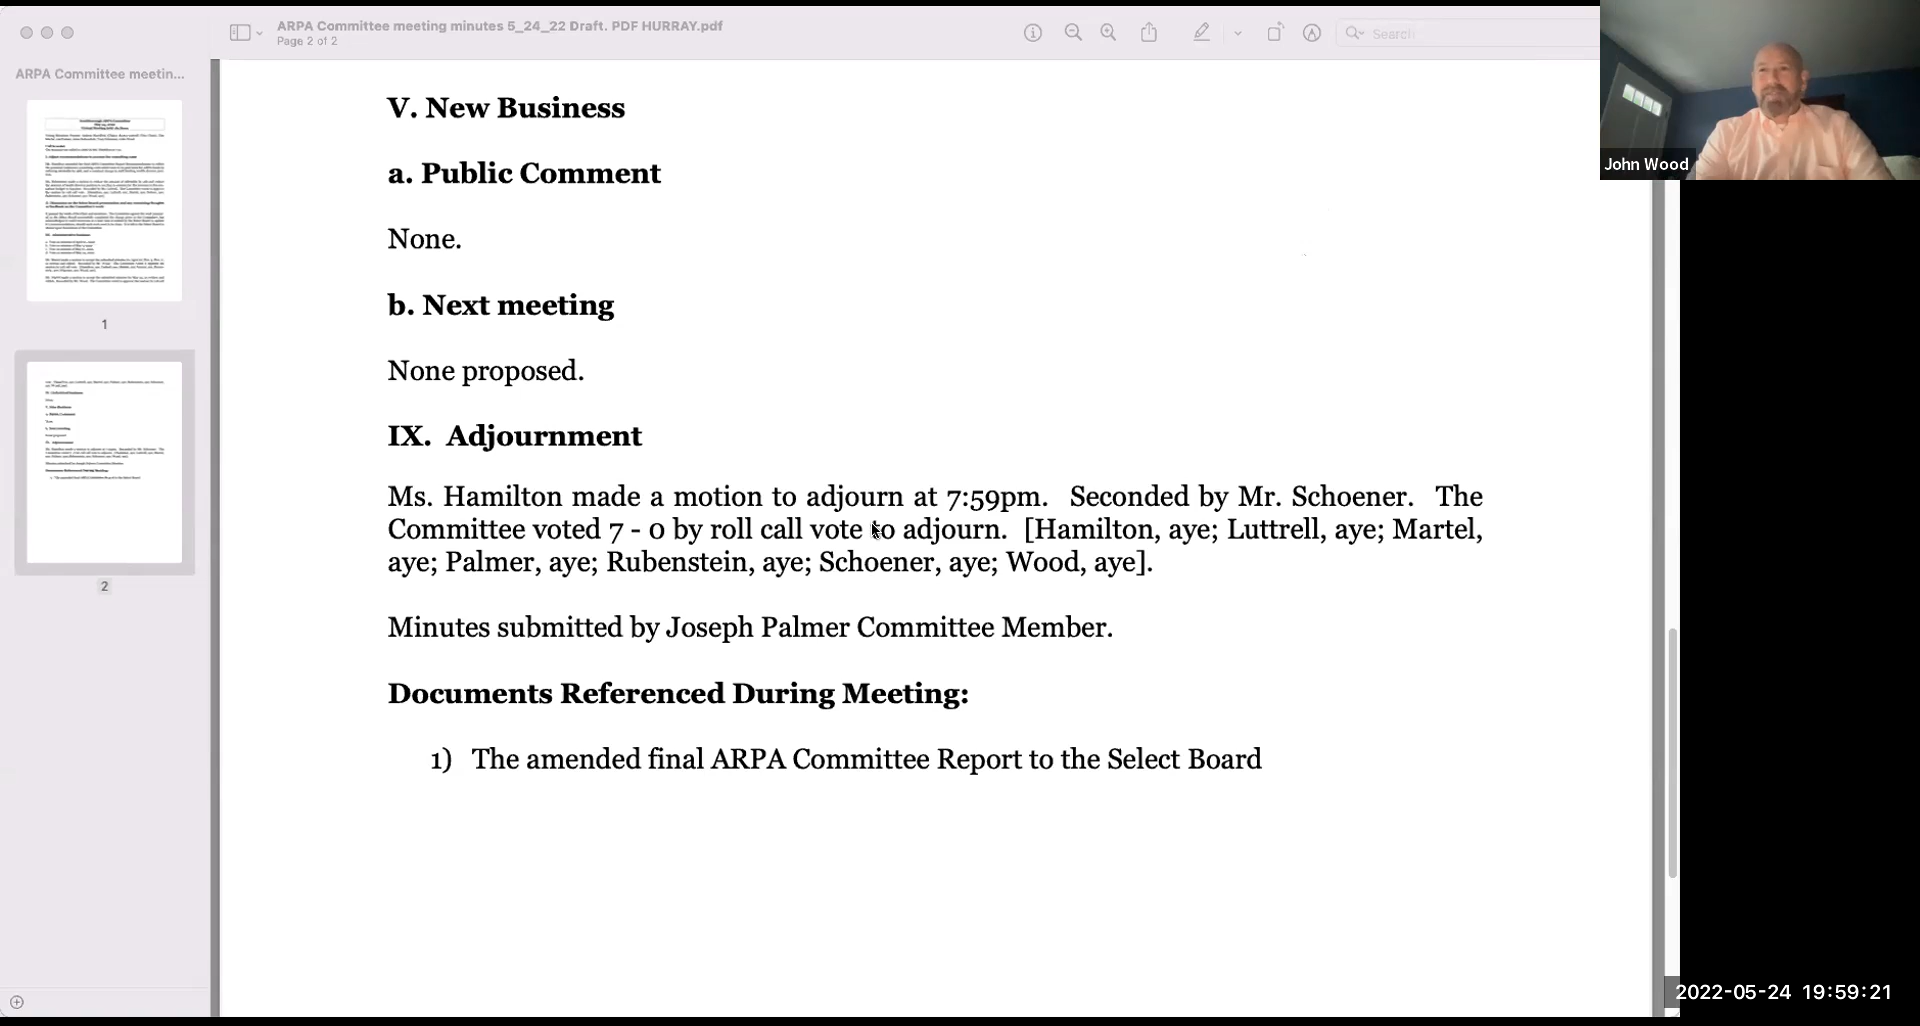 ARPA Committee meeting minutes 5_24_22 Draft. PDF HURRAY.pdf
Page 2 of 2
Search
ARPA Committee meetin...
1
2
V. New Business
a. Public Comment
None.
b. Next meeting
None proposed.
IX. Adjournment
Ms. Hamilton made a motion to adjourn at 7:59pm. Seconded by Mr. Schoener. The
Committee voted 7 - 0 by roll call vote to adjourn. [Hamilton, aye; Luttrell, aye; Martel,
aye; Palmer, aye; Rubenstein, aye; Schoener, aye; Wood, aye].
Minutes submitted by Joseph Palmer Committee Member.
Documents Referenced During Meeting:
1) The amended final ARPA Committee Report to the Select Board
John Wood
2022-05-24 19:59:21